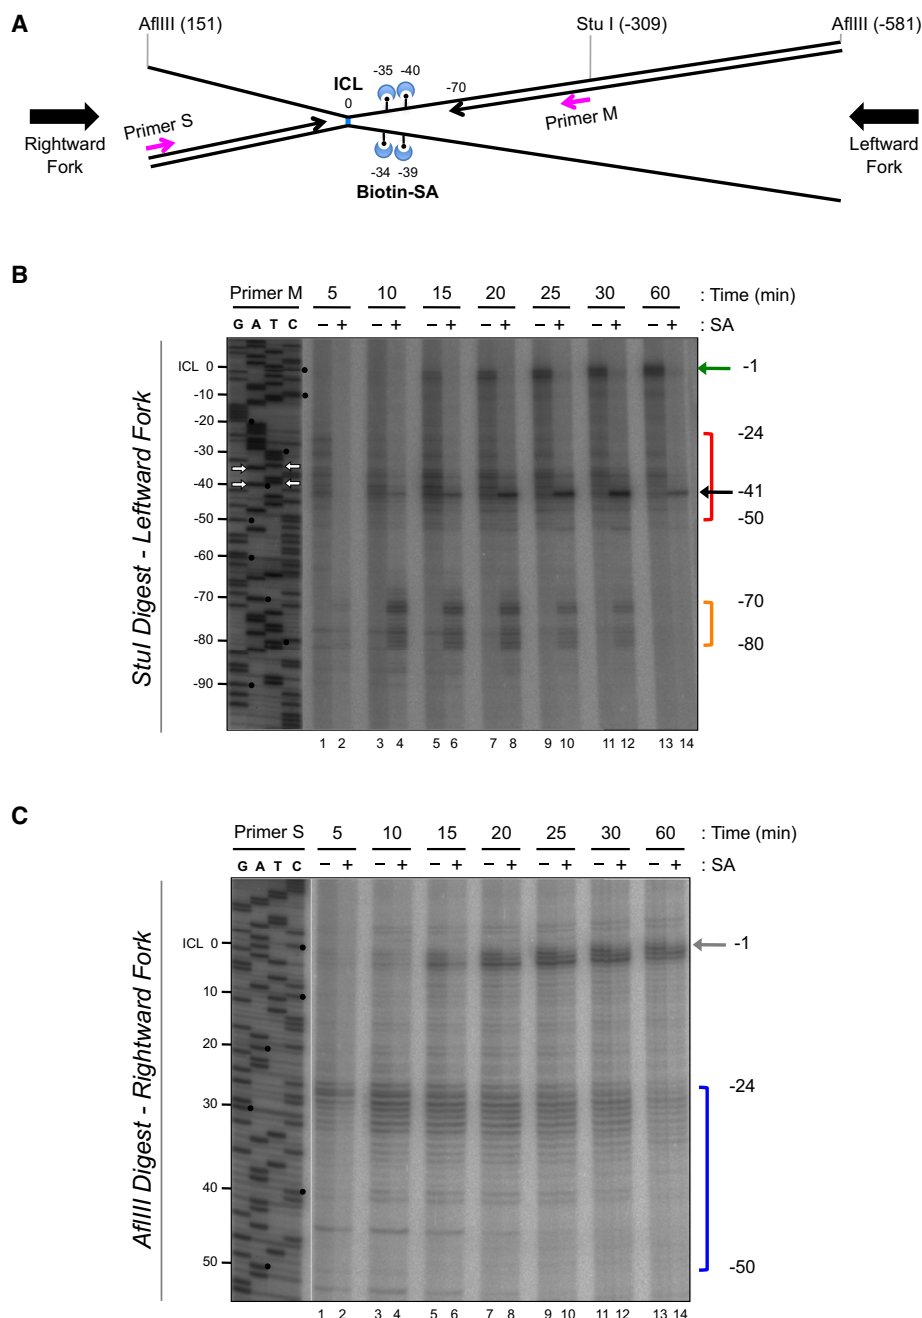 A
AflIII (151)
Stu I (-309)
AflIII (-581)
ICL
0
-35
-40
-70
Primer S
Primer M
Rightward
Fork
Leftward
Fork
-34
-39
Biotin-SA
B
Primer M 5 10 15 20 25 30 60 : Time (min)
G A T C − + − + − + − + − + − + − + : SA
StuI Digest - Leftward Fork
ICL 0
-10
-20
-30
-40
-50
-60
-70
-80
-90
-1
-24
-41
-50
-70
-80
1 2 3 4 5 6 7 8 9 10 11 12 13 14
C
Primer S 5 10 15 20 25 30 60 : Time (min)
G A T C − + − + − + − + − + − + − + : SA
AflIII Digest - Rightward Fork
ICL 0
10
20
30
40
50
-1
-24
-50
1 2 3 4 5 6 7 8 9 10 11 12 13 14